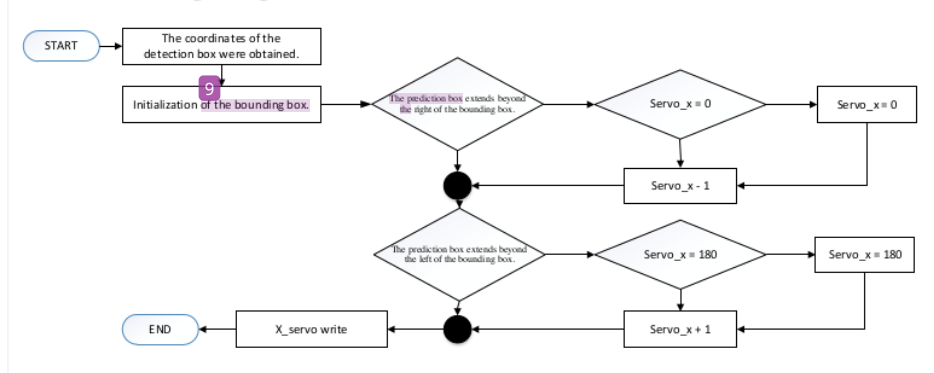 START
The coordinates of the
detection box were obtained.
9
Initialization of the bounding box.
The prediction box extends beyond
the right of the bounding box.
Servo_x = 0
Servo_x = 0
Servo_x - 1
The prediction box extends beyond
the left of the bounding box.
Servo_x = 180
Servo_x = 180
END
X_servo write
Servo_x + 1